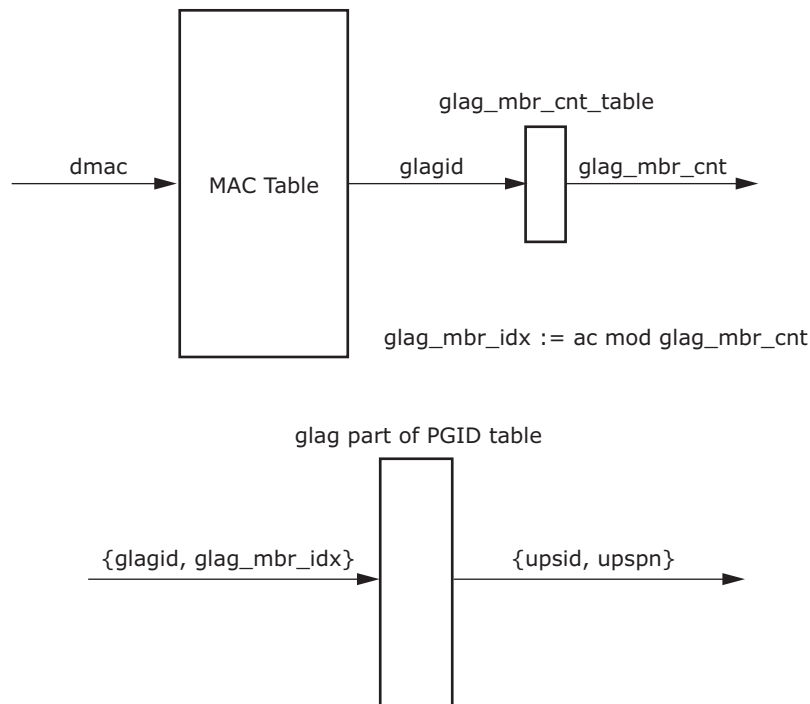 glag_mbr_cnt_table
dmac
MAC Table
glagid
glag_mbr_cnt
glag_mbr_idx := ac mod glag_mbr_cnt
glag part of PGID table
{glagid, glag_mbr_idx}
{upsid, upspn}